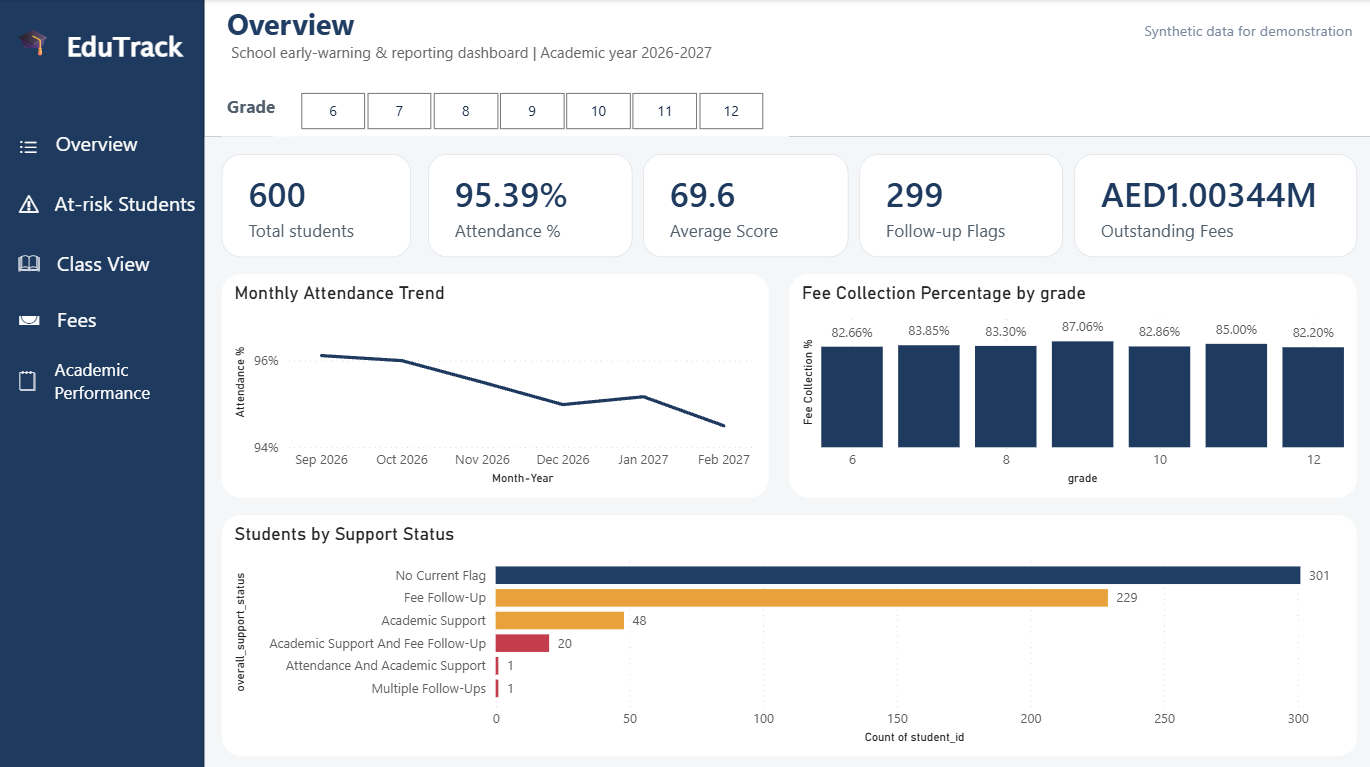 EduTrack
Overview
At-risk Students
Class View
Fees
Academic
Performance
Overview
School early-warning & reporting dashboard | Academic year 2026-2027
Synthetic data for demonstration
Grade
6 7 8 9 10 11 12
600
Total students
95.39%
Attendance %
69.6
Average Score
299
Follow-up Flags
AED1.00344M
Outstanding Fees
Monthly Attendance Trend
Attendance %
96%
94%
Sep 2026 Oct 2026 Nov 2026 Dec 2026 Jan 2027 Feb 2027
Month-Year
Fee Collection Percentage by grade
Fee Collection %
82.66% 83.85% 83.30% 87.06% 82.86% 85.00% 82.20%
6 8 10 12
grade
Students by Support Status
overall_support_status
No Current Flag 301
Fee Follow-Up 229
Academic Support 48
Academic Support And Fee Follow-Up 20
Attendance And Academic Support 1
Multiple Follow-Ups 1
0 50 100 150 200 250 300
Count of student_id